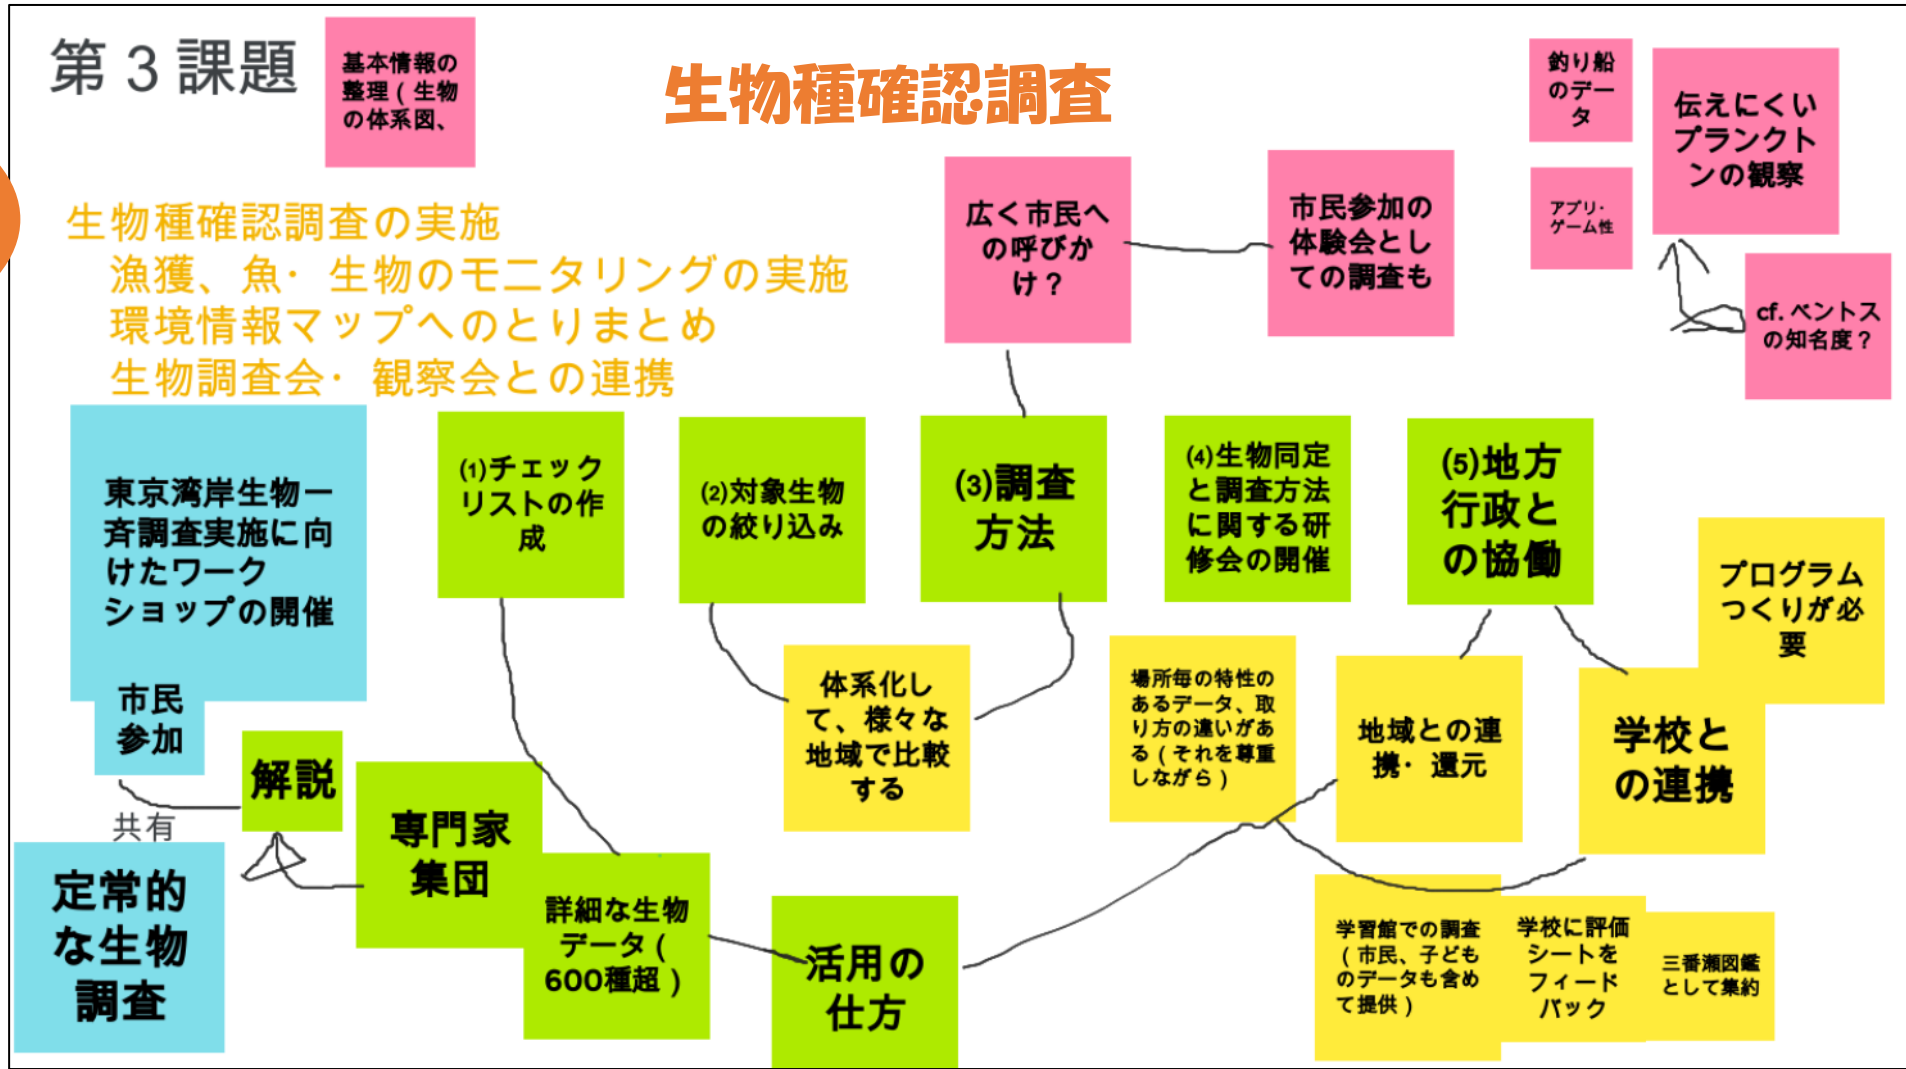 第３課題
基本情報の
整理（生物
の体系図、
生物種確認調査
釣り船
のデー
タ
伝えにくい
プランクト
ンの観察
アプリ・
ゲーム性
cf. ベントス
の知名度？
広く市民へ
の呼びか
け？
市民参加の
体験会とし
ての調査も
生物種確認調査の実施
漁獲、魚・生物のモニタリングの実施
環境情報マップへのとりまとめ
生物調査会・観察会との連携
東京湾岸生物一
斉調査実施に向
けたワーク
ショップの開催
市民
参加
⑴チェック
リストの作
成
⑵対象生物
の絞り込み
⑶調査
方法
⑷生物同定
と調査方法
に関する研
修会の開催
⑸地方
行政と
の協働
プログラム
つくりが必
要
体系化し
て、様々な
地域で比較
する
場所毎の特性の
あるデータ、取
り方の違いがあ
る（それを尊重
しながら）
地域との連
携・還元
学校と
の連携
解説
共有
定常的
な生物
調査
専門家
集団
詳細な生物
データ（
600種超）
活用の
仕方
学習館での調査
（市民、子ども
のデータも含め
て提供）
学校に評価
シートを
フィード
バック
三番瀬図鑑
として集約